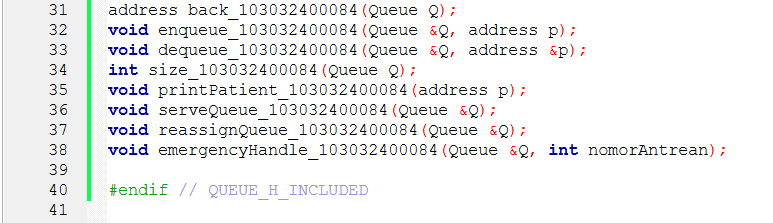 31 address back_103032400084(Queue Q);
32 void enqueue_103032400084(Queue &Q, address p);
33 void dequeue_103032400084(Queue &Q, address &p);
34 int size_103032400084(Queue Q);
35 void printPatient_103032400084(address p);
36 void serveQueue_103032400084(Queue &Q);
37 void reassignQueue_103032400084(Queue &Q);
38 void emergencyHandle_103032400084(Queue &Q, int nomorAntrean);
39
40 #endif // QUEUE_H_INCLUDED
41